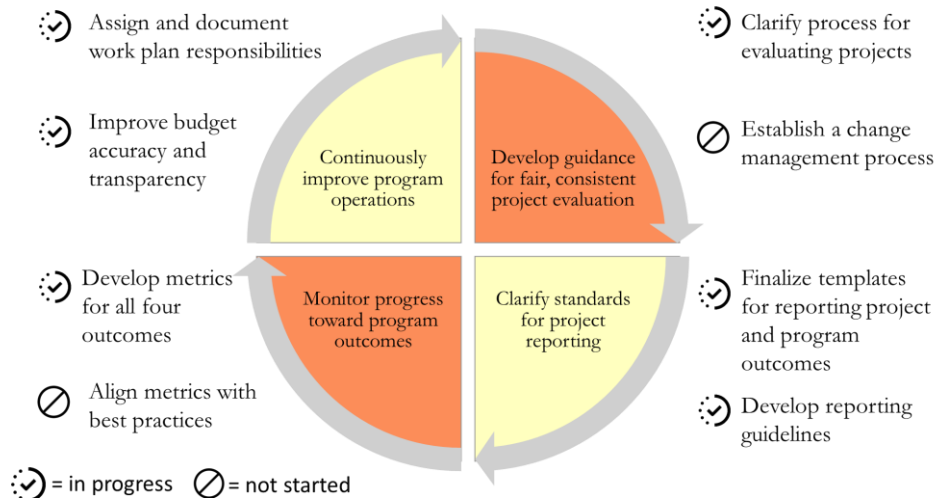 Assign and document
work plan responsibilities
Improve budget
accuracy and
transparency
Continuously
improve program
operations
Develop guidance
for fair, consistent
project evaluation
Clarify process for
evaluating projects
Establish a change
management process
Develop metrics
for all four
outcomes
Align metrics with
best practices
Monitor progress
toward program
outcomes
Clarify standards
for project
reporting
Finalize templates
for reporting project
and program
outcomes
Develop reporting
guidelines
= in progress
= not started